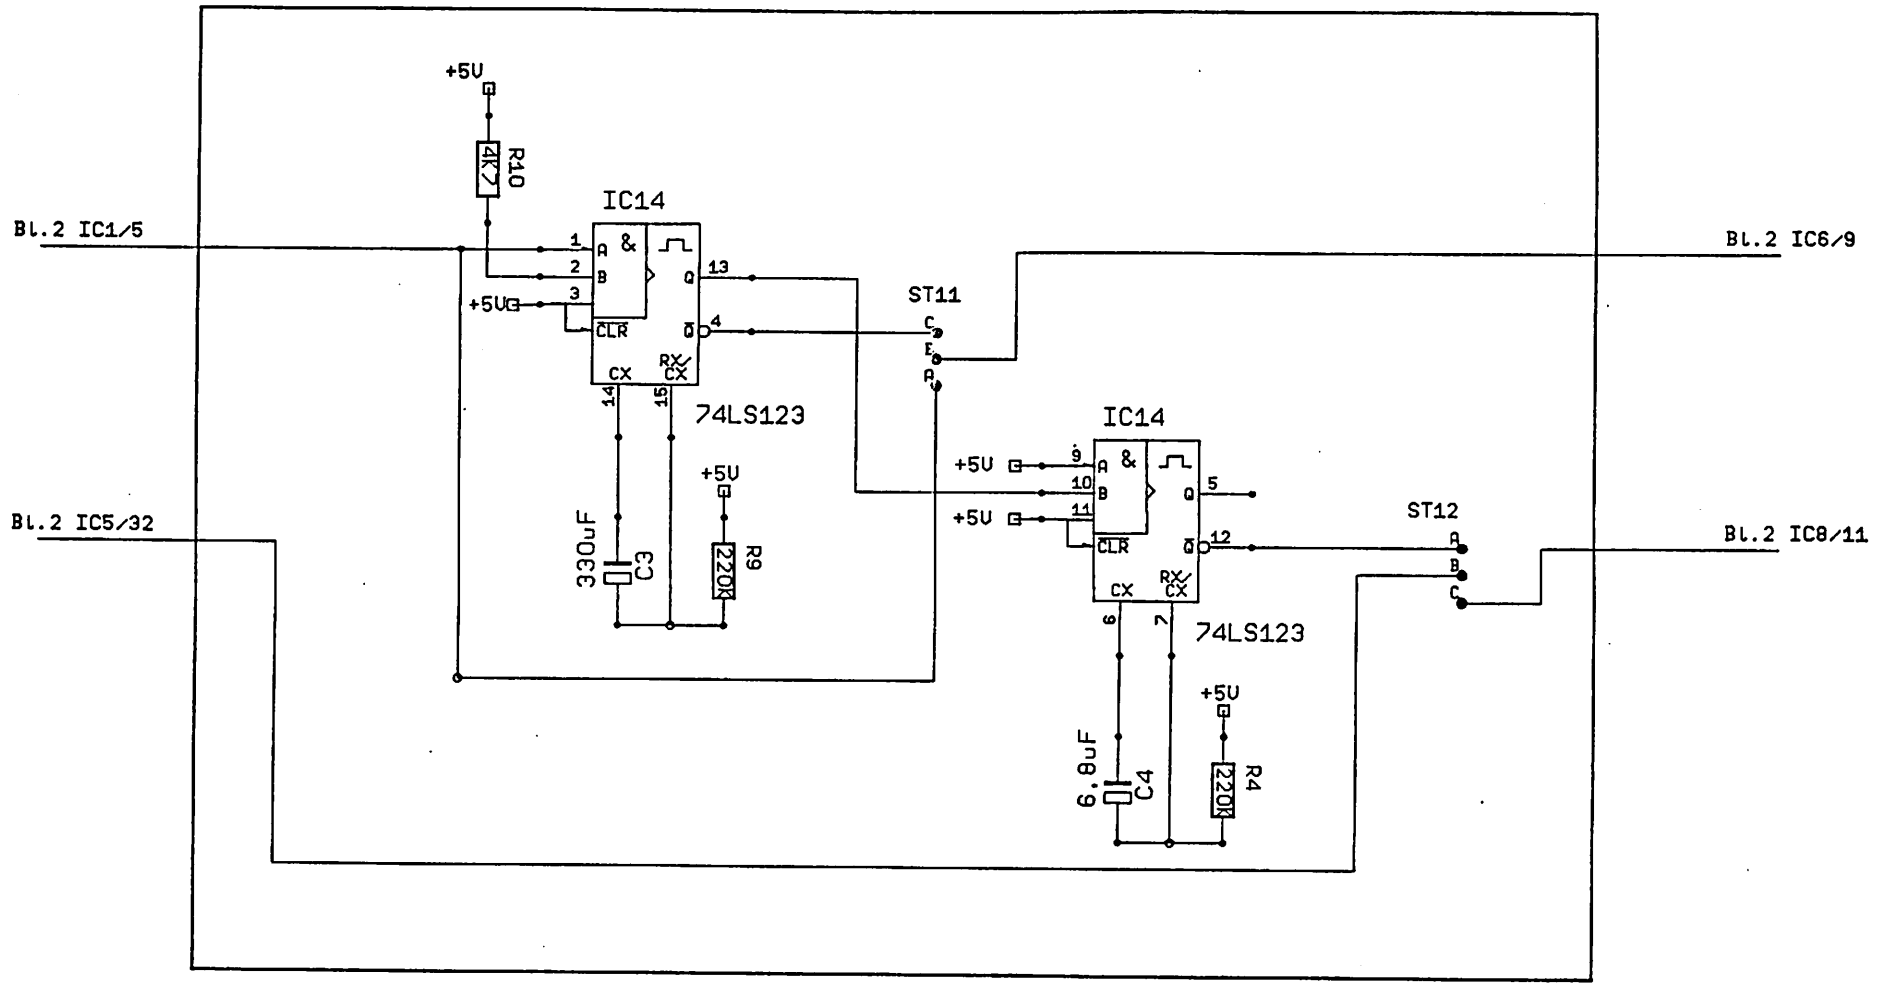 +5V
4K7
R10
IC14
Bl.2 IC1/5
1
A
&
2
B
3
+5V
CLR
Q
13
Q
4
RX/
CX
CX
14
15
74LS123
ST11
C
E
A
Bl.2 IC6/9
+5V
330uF
C3
220K
R9
IC14
+5V
9
A
&
10
B
+5V
11
CLR
Q
5
Q
12
RX/
CX
CX
6
7
74LS123
ST12
A
B
C
Bl.2 IC5/32
Bl.2 IC8/11
+5V
6.8uF
C4
220K
R4